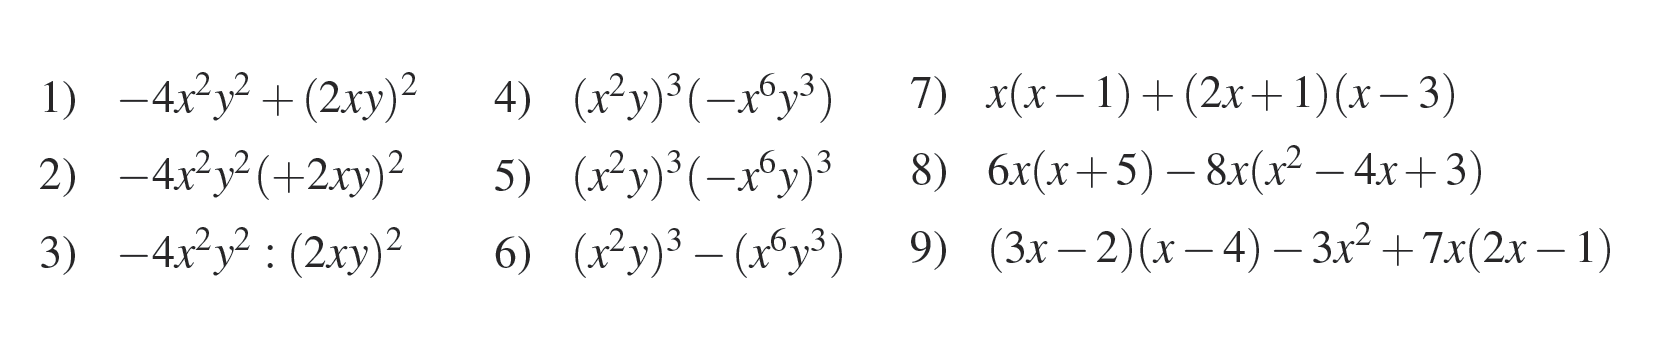 1) −4x²y² + (2xy)²
2) −4x²y²(+2xy)²
3) −4x²y² : (2xy)²
4) (x²y)³(−x⁶y³)
5) (x²y)³(−x⁶y)³
6) (x²y)³ − (x⁶y³)
7) x(x − 1) + (2x + 1)(x − 3)
8) 6x(x + 5) − 8x(x² − 4x + 3)
9) (3x − 2)(x − 4) − 3x² + 7x(2x − 1)